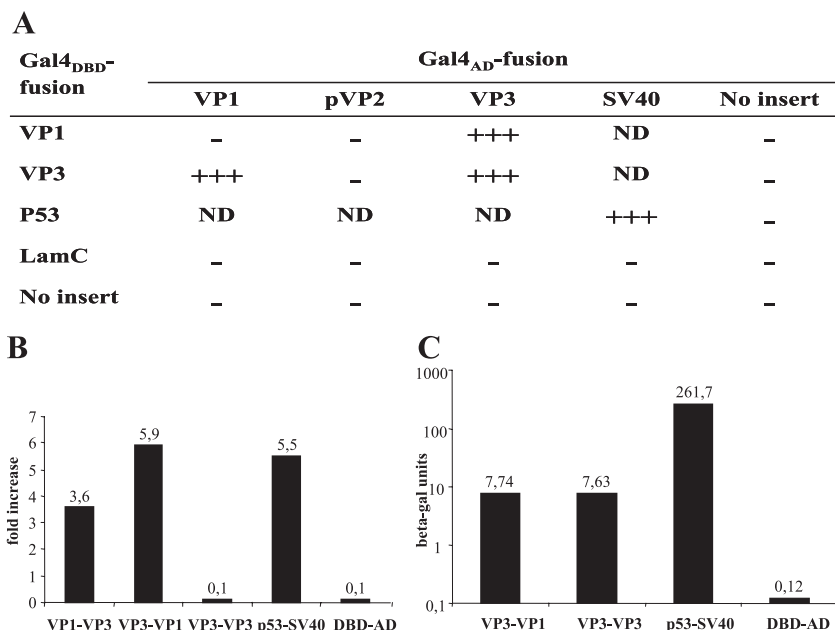 A
Gal4DBD-fusion
Gal4AD-fusion
VP1 pVP2 VP3 SV40 No insert
VP1 – – +++ ND –
VP3 +++ – +++ ND –
P53 ND ND ND +++ –
LamC – – – – –
No insert – – – – –
B
fold increase
7
6
5
4
3
2
1
0
3,6
5,9
0,1
5,5
0,1
VP1-VP3 VP3-VP1 VP3-VP3 p53-SV40 DBD-AD
C
beta-gal units
1000
100
10
1
0,1
7,74
7,63
261,7
0,12
VP3-VP1 VP3-VP3 p53-SV40 DBD-AD